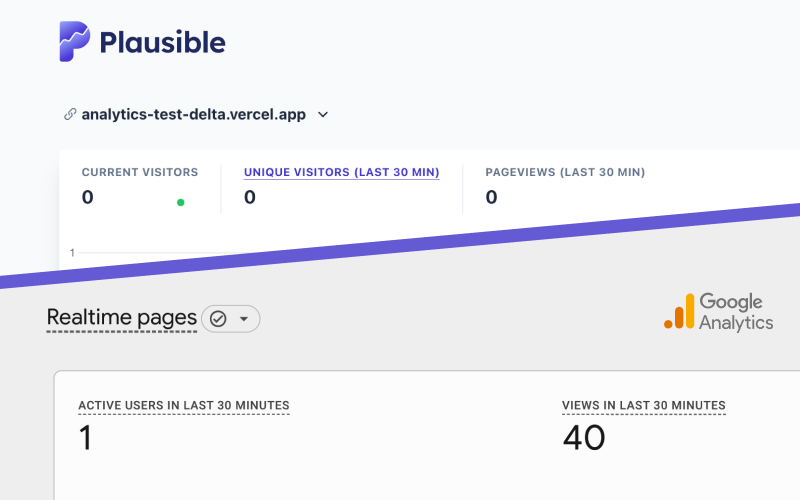 Plausible
analytics-test-delta.vercel.app
CURRENT VISITORS UNIQUE VISITORS (LAST 30 MIN) PAGEVIEWS (LAST 30 MIN)
0 0 0
1
Realtime pages
Google
Analytics
ACTIVE USERS IN LAST 30 MINUTES VIEWS IN LAST 30 MINUTES
1 40